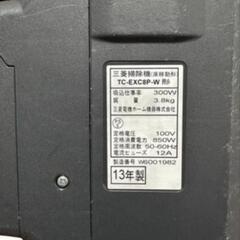 三菱掃除機(床移動形)
TC-EXC8P-W 形
吸込仕事率 300W
質量 3.8kg
三菱電機ホーム機器株式会社
定格電圧 100V
定格消費電力 850W
定格周波数 50-60Hz
電流ヒューズ 12A
製造番号 W6001982
13年製